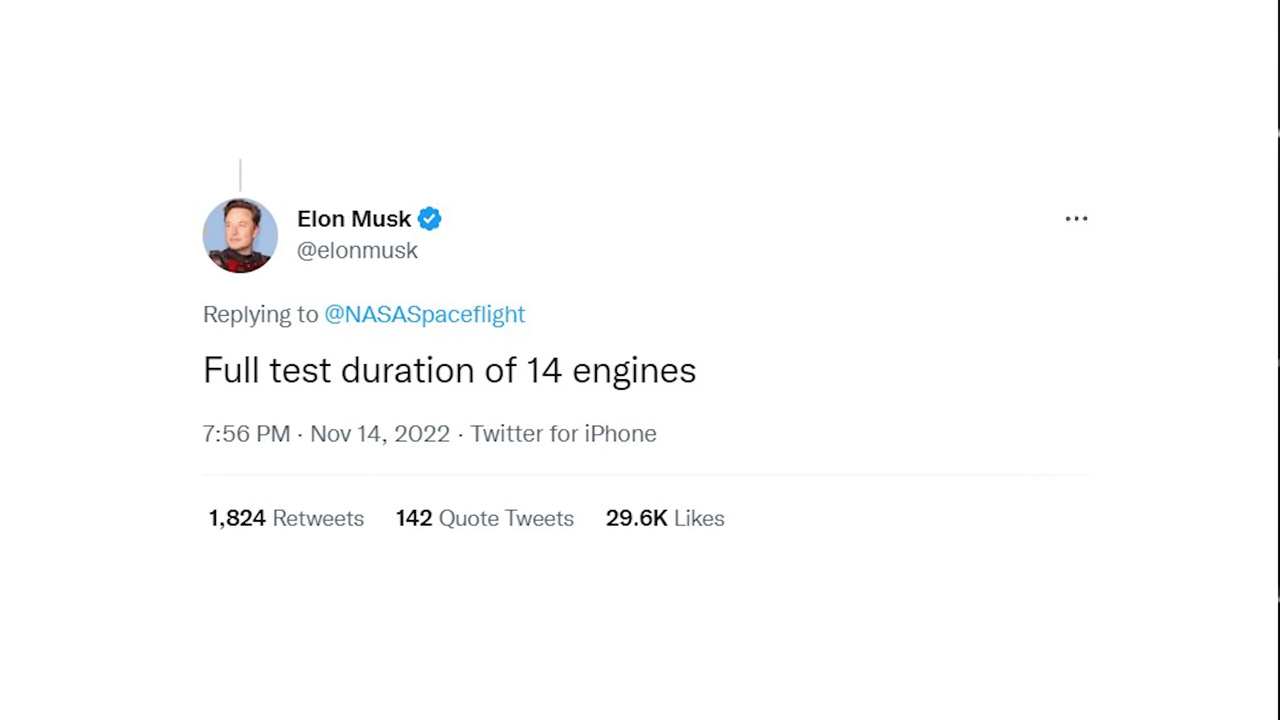 Elon Musk
@elonmusk
Replying to @NASASpaceflight
Full test duration of 14 engines
7:56 PM · Nov 14, 2022 · Twitter for iPhone
1,824 Retweets 142 Quote Tweets 29.6K Likes